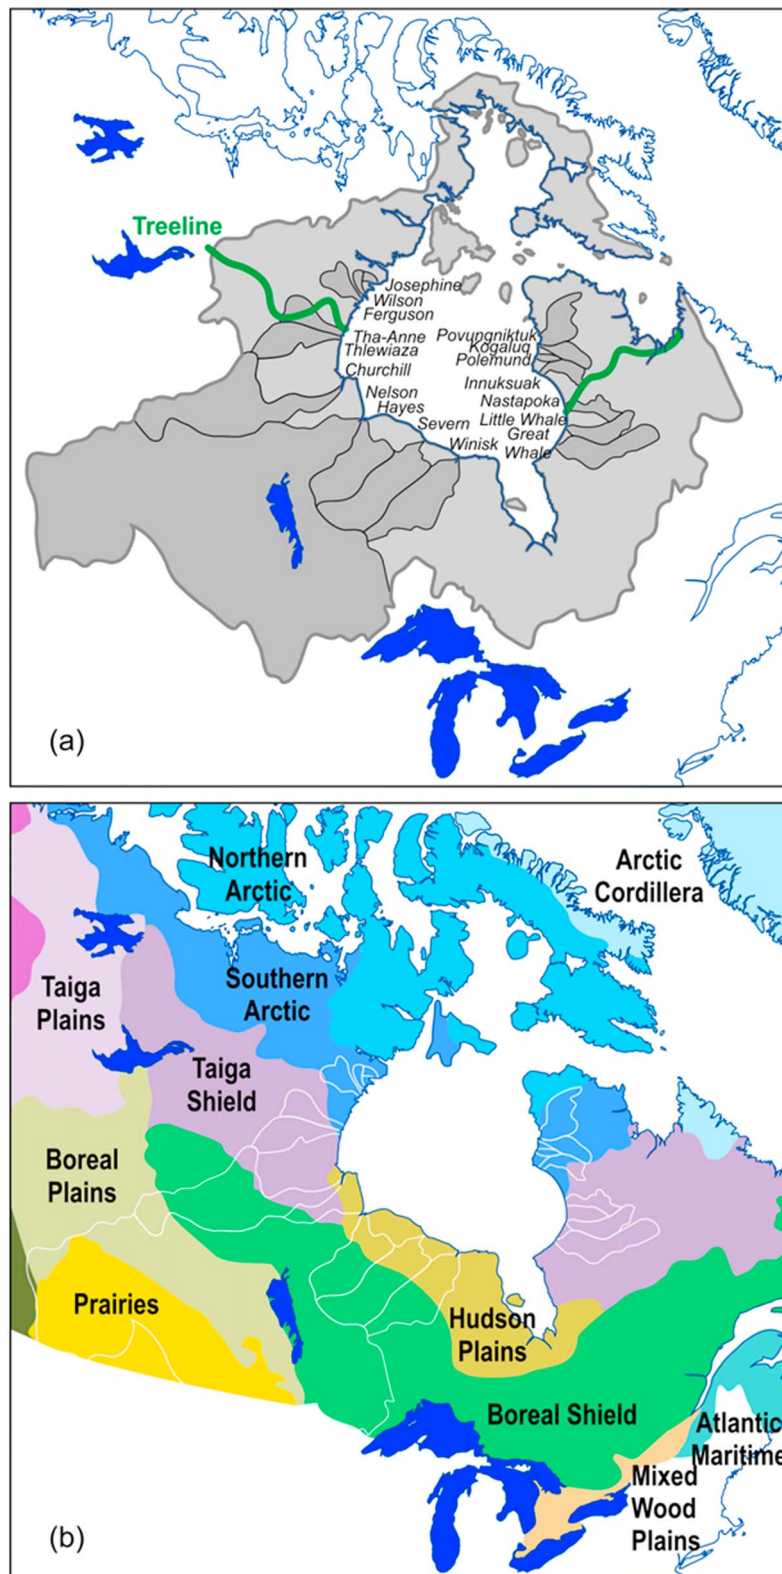 Treeline
Josephine
Wilson
Ferguson
Tha-Anne
Thlewiaza
Churchill
Nelson
Hayes
Severn
Winisk
Povungniktuk
Kogaluq
Polemund
Innuksuak
Nastapoka
Little Whale
Great
Whale
(a)
Northern
Arctic
Arctic
Cordillera
Southern
Arctic
Taiga
Plains
Taiga
Shield
Boreal
Plains
Prairies
Hudson
Plains
Boreal Shield
Atlantic
Maritime
Mixed
Wood
Plains
(b)